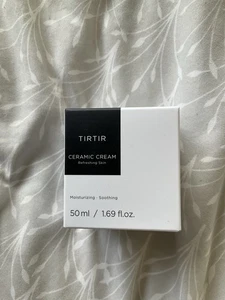 TIRTIR
CERAMIC CREAM
Refreshing Skin
Moisturizing · Soothing
50 ml / 1.69 fl.oz.